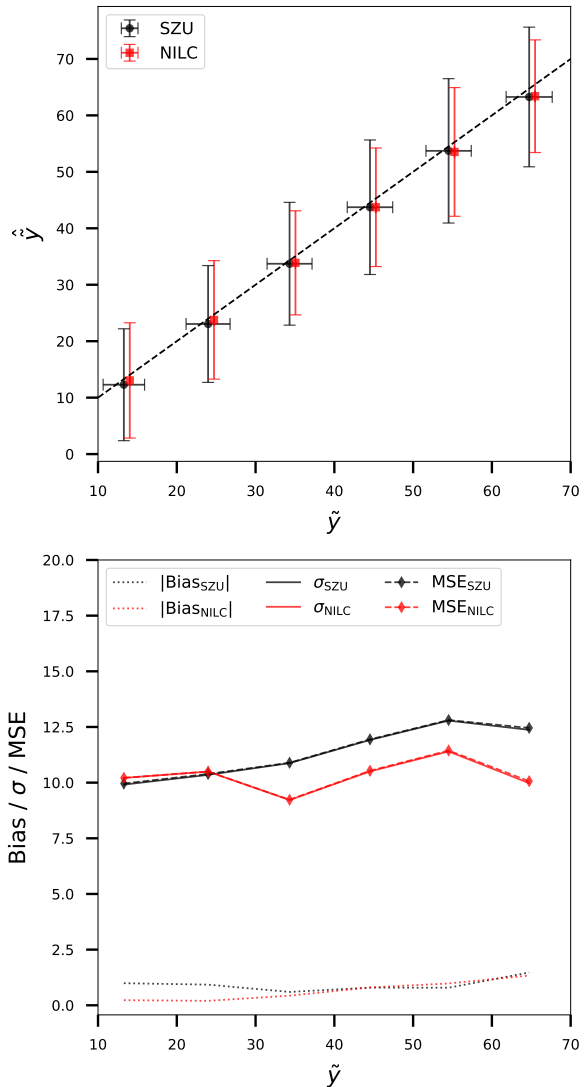 SZU
NILC
70
60
50
40
30
20
10
0
ỹ̂
10 20 30 40 50 60 70
ỹ
|Bias_SZU| σ_SZU MSE_SZU
|Bias_NILC| σ_NILC MSE_NILC
20.0
17.5
15.0
12.5
10.0
7.5
5.0
2.5
0.0
Bias / σ / MSE
10 20 30 40 50 60 70
ỹ